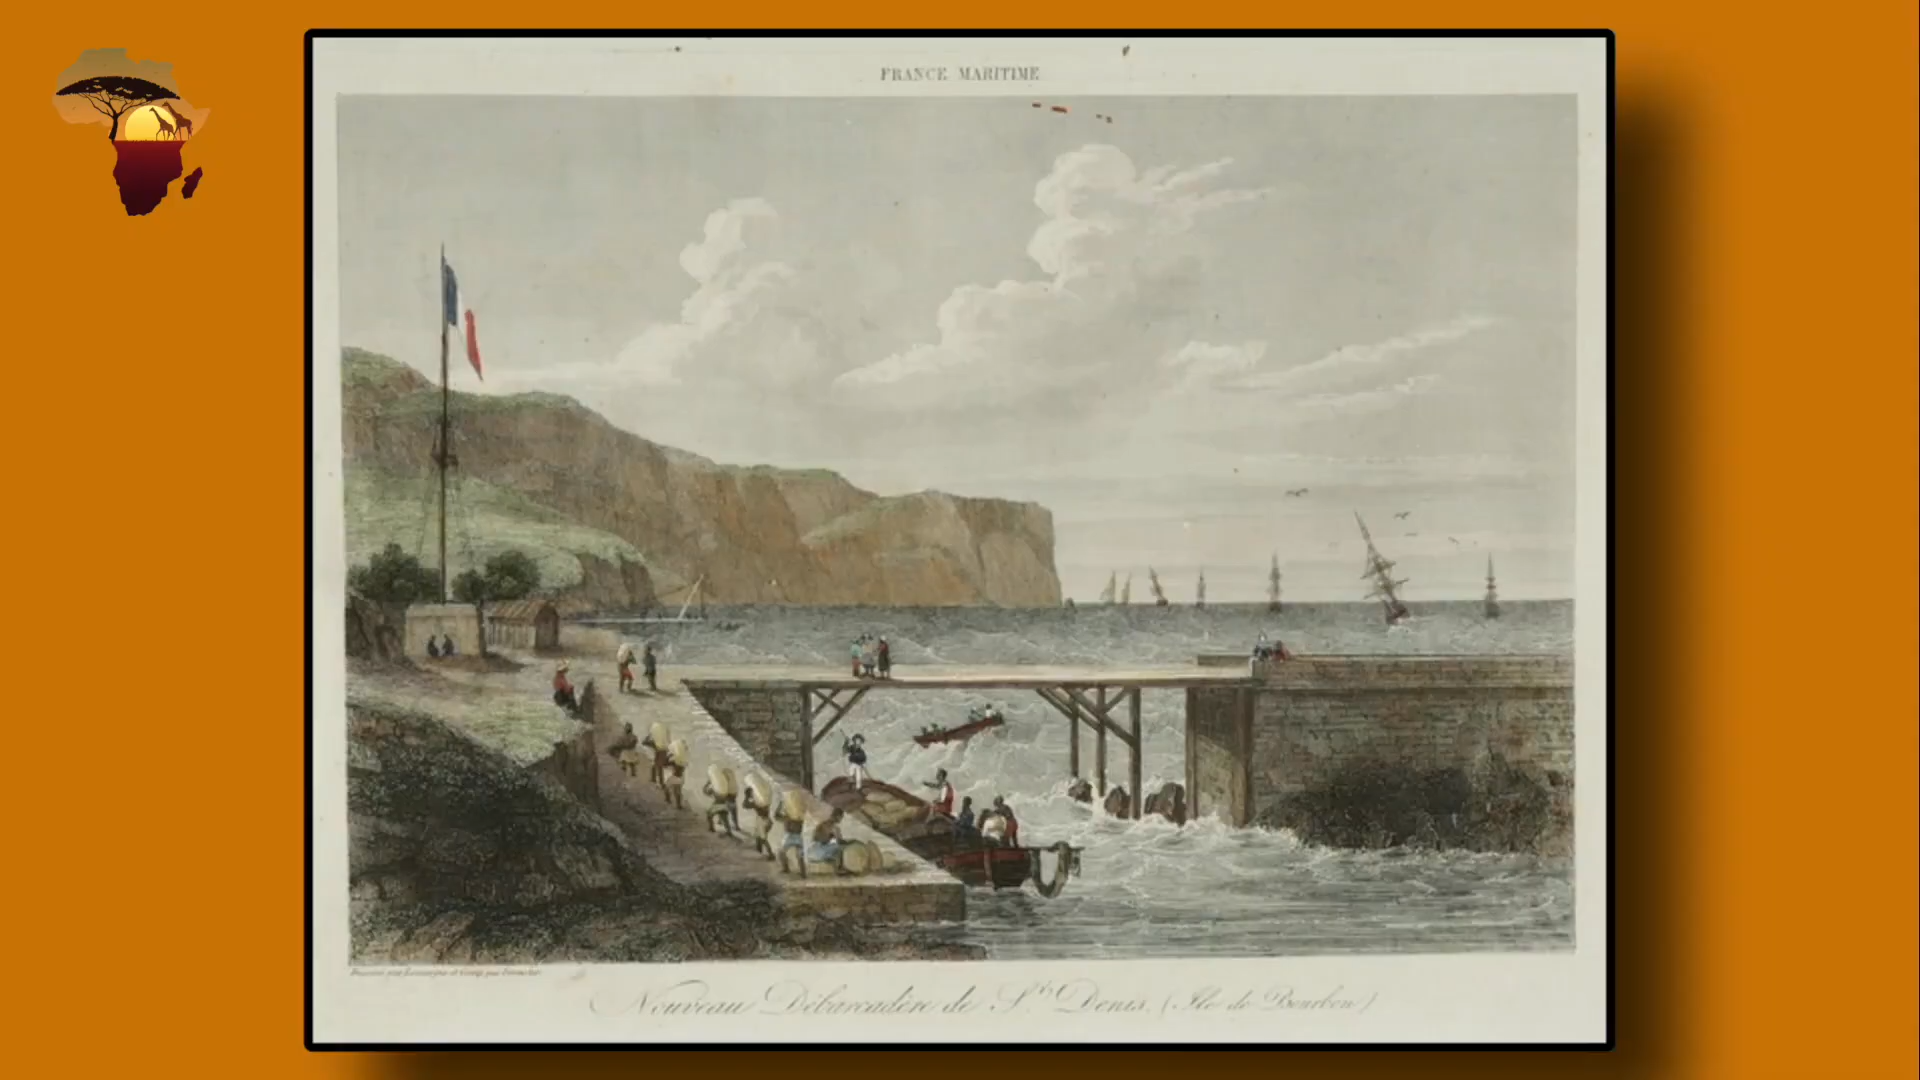 FRANCE MARITIME
Nouveau Débarcadère de St. Denis. (Ile de Bourbon)